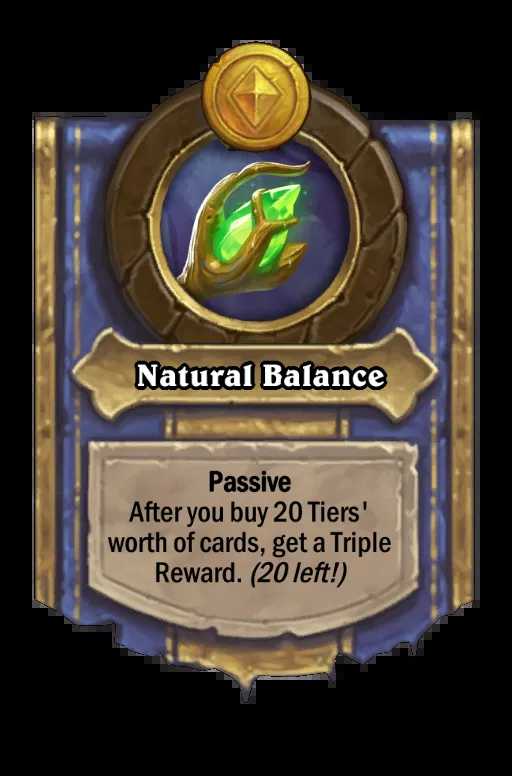 Natural Balance
Passive
After you buy 20 Tiers'
worth of cards, get a Triple
Reward. (20 left!)